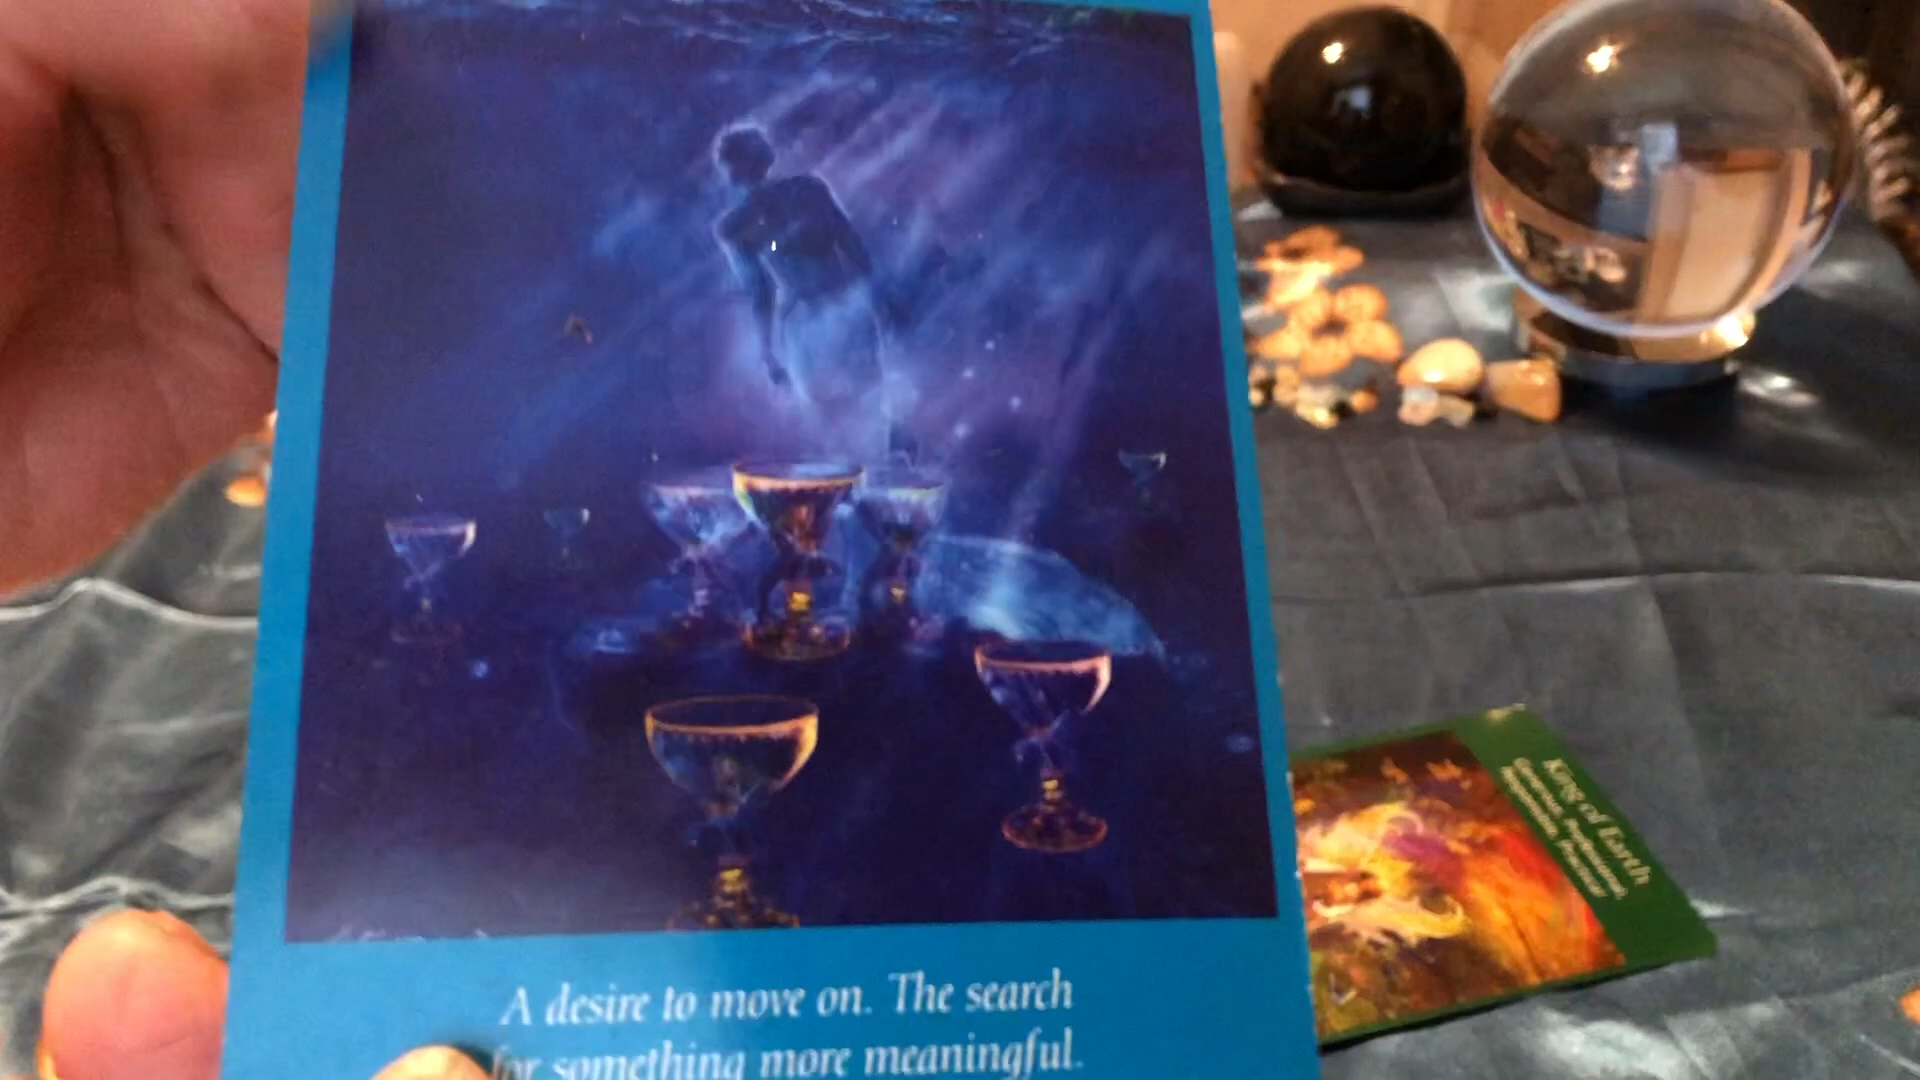 A desire to move on. The search
for something more meaningful.
King of Earth